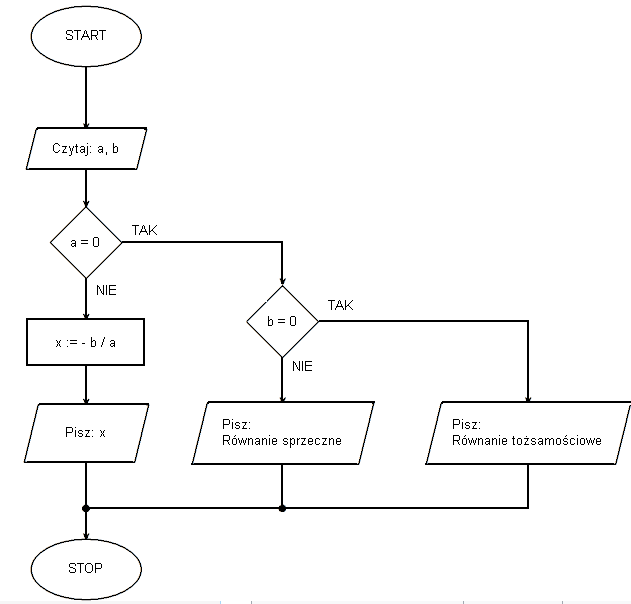 START
Czytaj: a, b
a = 0
TAK
NIE
x := - b / a
Pisz: x
b = 0
TAK
NIE
Pisz:
Równanie sprzeczne
Pisz:
Równanie tożsamościowe
STOP